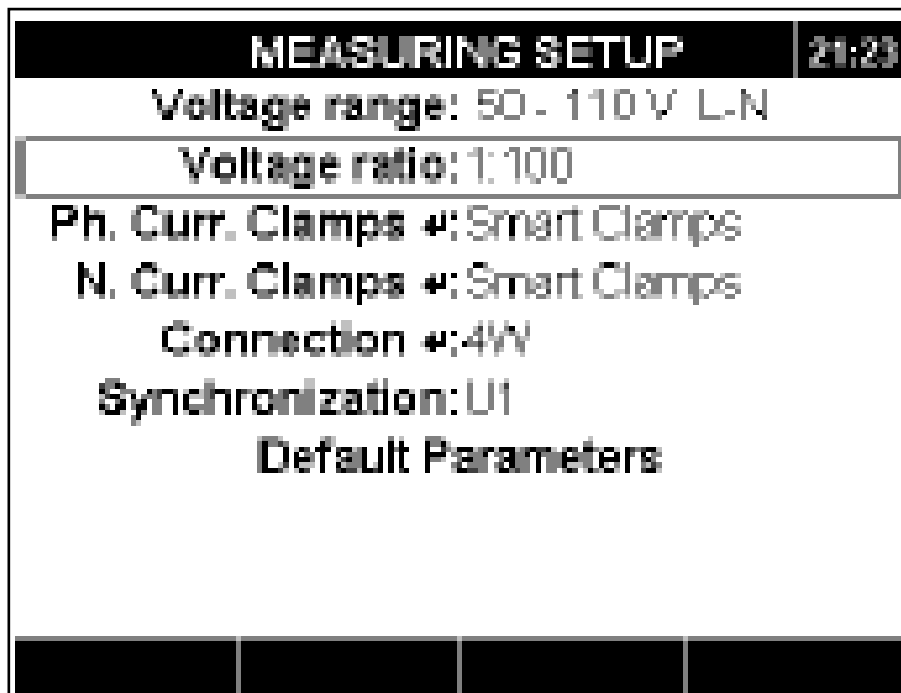 MEASURING SETUP 21:23
Voltage range: 50 - 110 V L-N
Voltage ratio: 1:100
Ph. Curr. Clamps ↵: Smart Clamps
N. Curr. Clamps ↵: Smart Clamps
Connection ↵: 4W
Synchronization: U1
Default Parameters